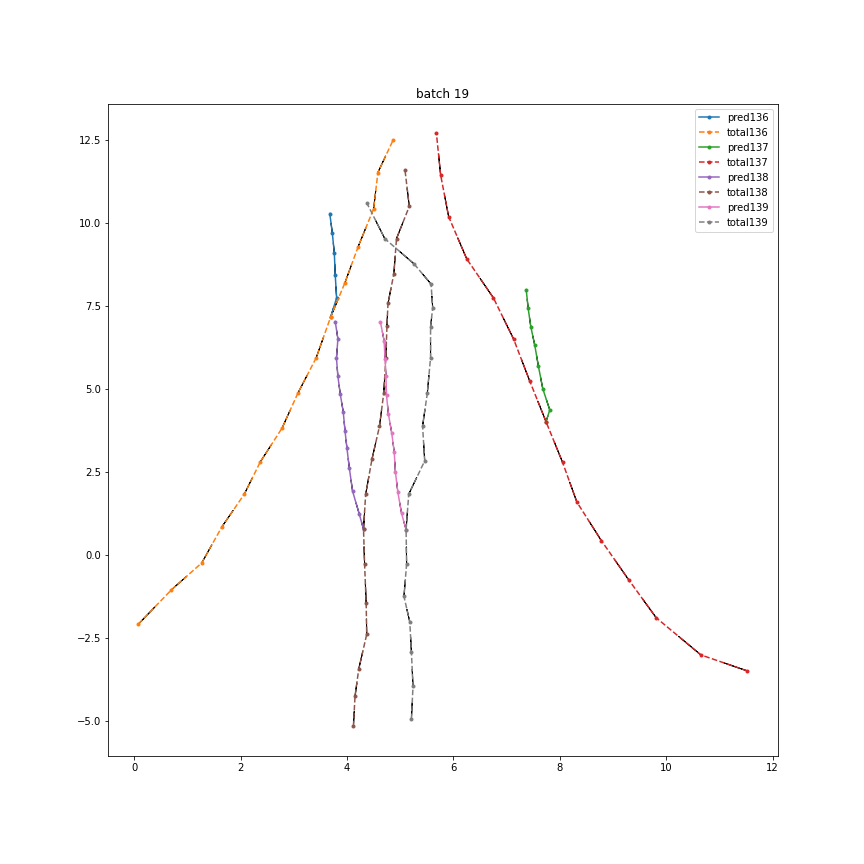 batch 19
pred136
total136
pred137
total137
pred138
total138
pred139
total139
12.5
10.0
7.5
5.0
2.5
0.0
−2.5
−5.0
0 2 4 6 8 10 12